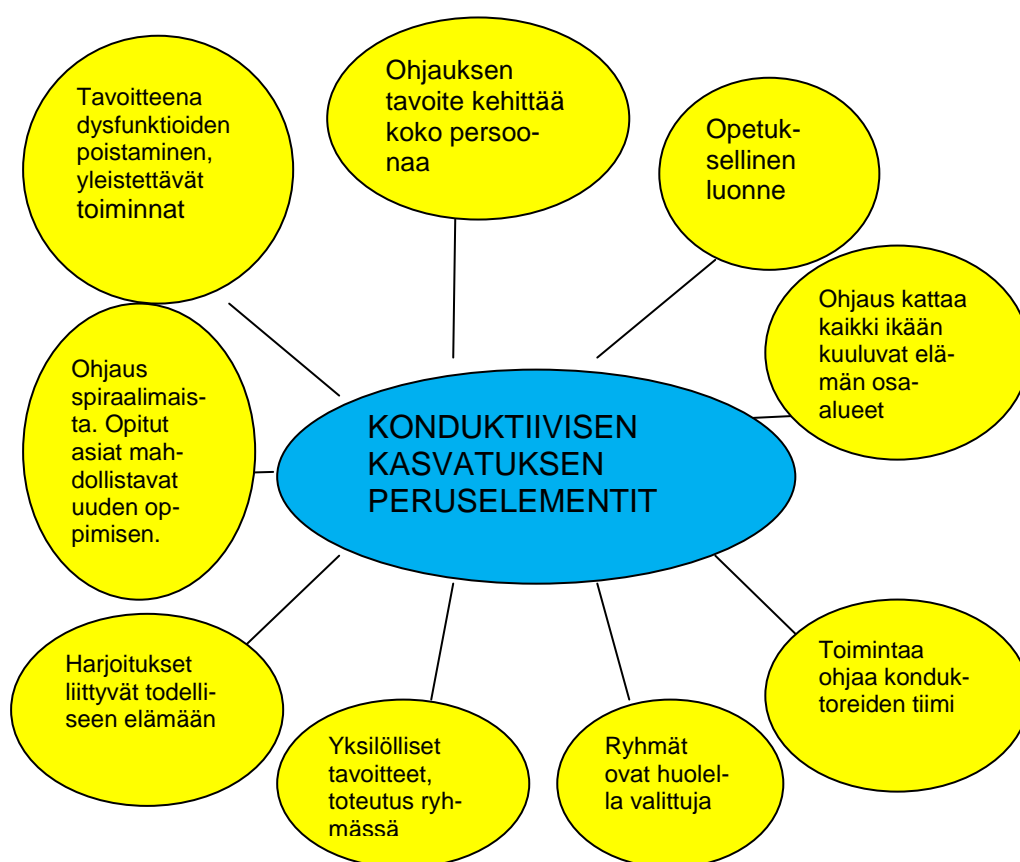 Tavoitteena
dysfunktioiden
poistaminen,
yleistettävät
toiminnat
Ohjauksen
tavoite kehittää
koko persoo-
naa
Opetuk-
sellinen
luonne
Ohjaus kattaa
kaikki ikään
kuuluvat elä-
män osa-
alueet
Ohjaus
spiraalimais-
ta. Opitut
asiat mah-
dollistavat
uuden op-
pimisen.
KONDUKTIIVISEN
KASVATUKSEN
PERUSELEMENTIT
Harjoitukset
liittyvät todelli-
seen elämään
Yksilölliset
tavoitteet,
toteutus ryh-
mässä
Ryhmät
ovat huolel-
la valittuja
Toimintaa
ohjaa konduk-
toreiden tiimi